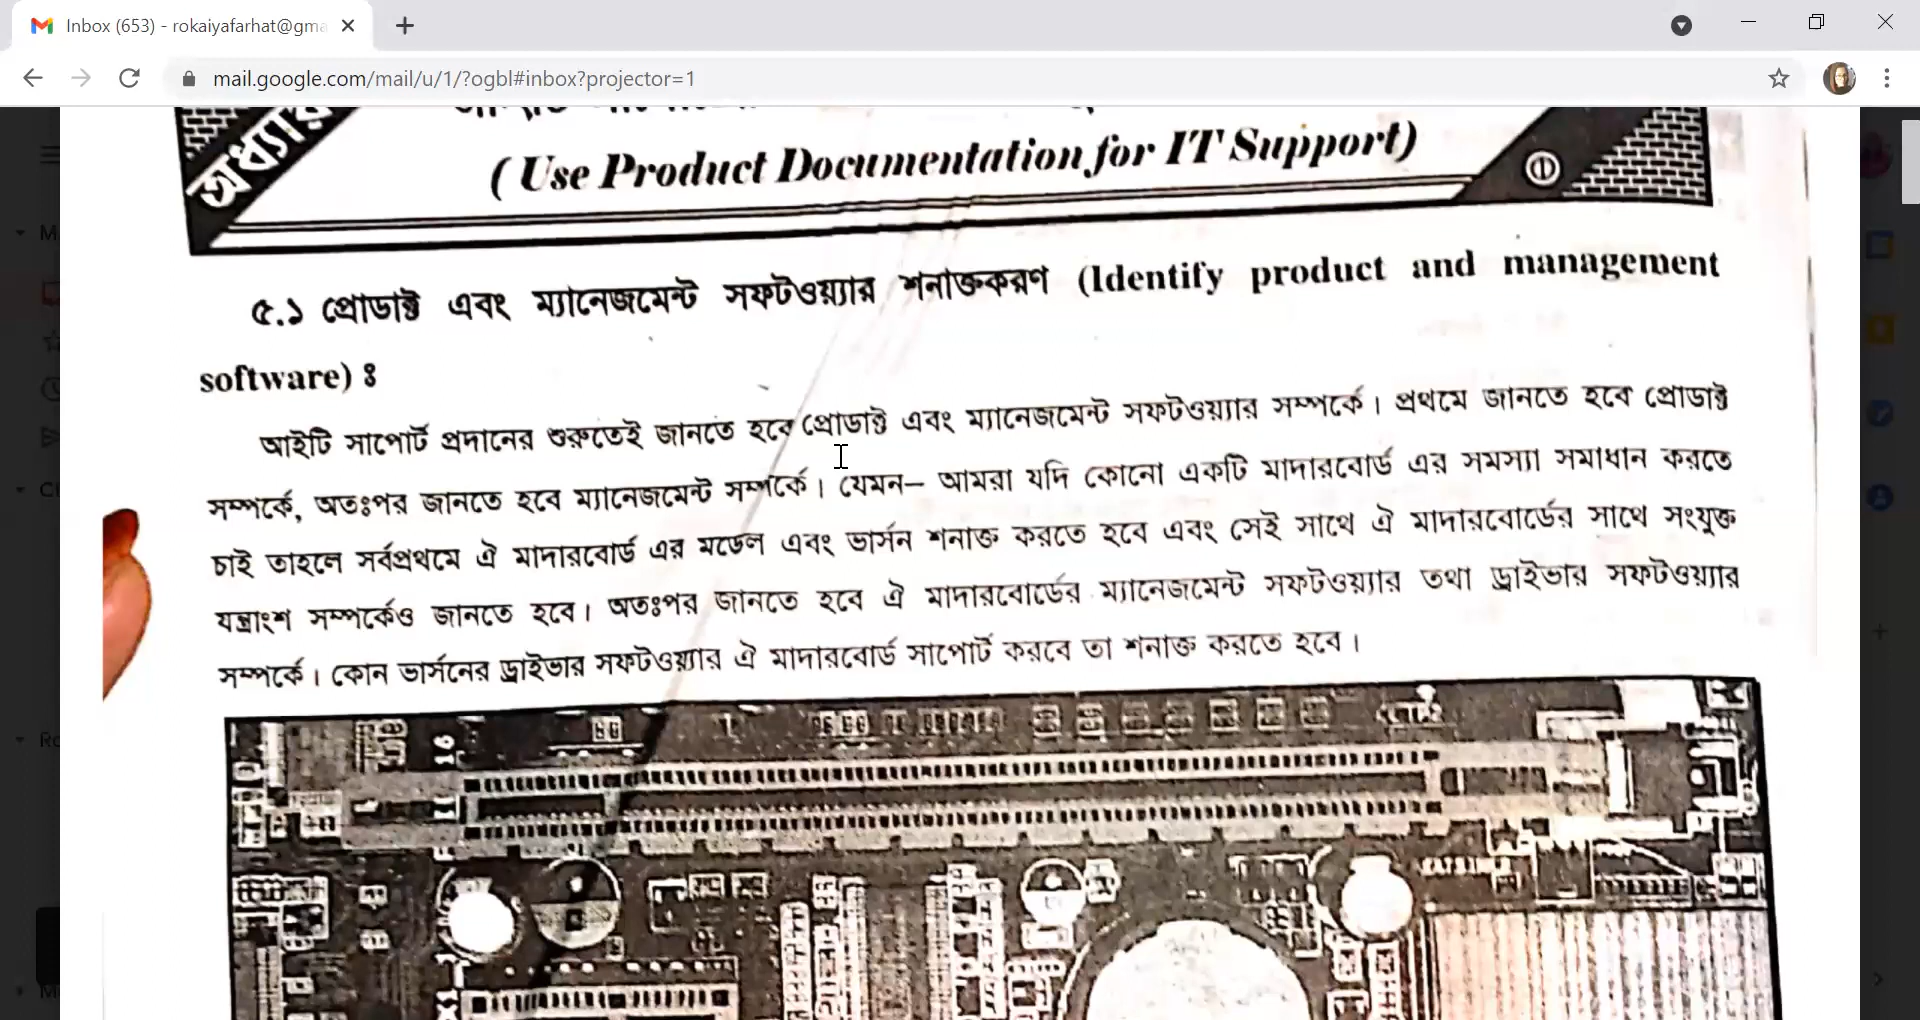 Inbox (653) - rokaiyafarhat@gma
mail.google.com/mail/u/1/?ogbl#inbox?projector=1
অধ্যায়
( Use Product Documentation for IT Support)
৫.১ প্রোডাক্ট এবং ম্যানেজমেন্ট সফটওয়্যার শনাক্তকরণ (Identify product and management
software) ঃ
আইটি সাপোর্ট প্রদানের শুরুতেই জানতে হবে প্রোডাক্ট এবং ম্যানেজমেন্ট সফটওয়্যার সম্পর্কে। প্রথমে জানতে হবে প্রোডাক্ট
সম্পর্কে, অতঃপর জানতে হবে ম্যানেজমেন্ট সম্পর্কে। যেমন– আমরা যদি কোনো একটি মাদারবোর্ড এর সমস্যা সমাধান করতে
চাই তাহলে সর্বপ্রথমে ঐ মাদারবোর্ড এর মডেল এবং ভার্সন শনাক্ত করতে হবে এবং সেই সাথে ঐ মাদারবোর্ডের সাথে সংযুক্ত
যন্ত্রাংশ সম্পর্কেও জানতে হবে। অতঃপর জানতে হবে ঐ মাদারবোর্ডের ম্যানেজমেন্ট সফটওয়্যার তথা ড্রাইভার সফটওয়্যার
সম্পর্কে। কোন ভার্সনের ড্রাইভার সফটওয়্যার ঐ মাদারবোর্ড সাপোর্ট করবে তা শনাক্ত করতে হবে।